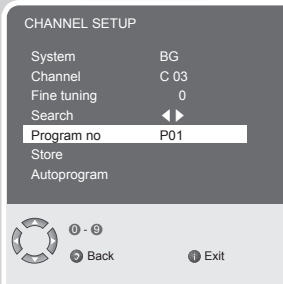 CHANNEL SETUP
System BG
Channel C 03
Fine tuning 0
Search
Program no P01
Store
Autoprogram
0 - 9
Back i Exit